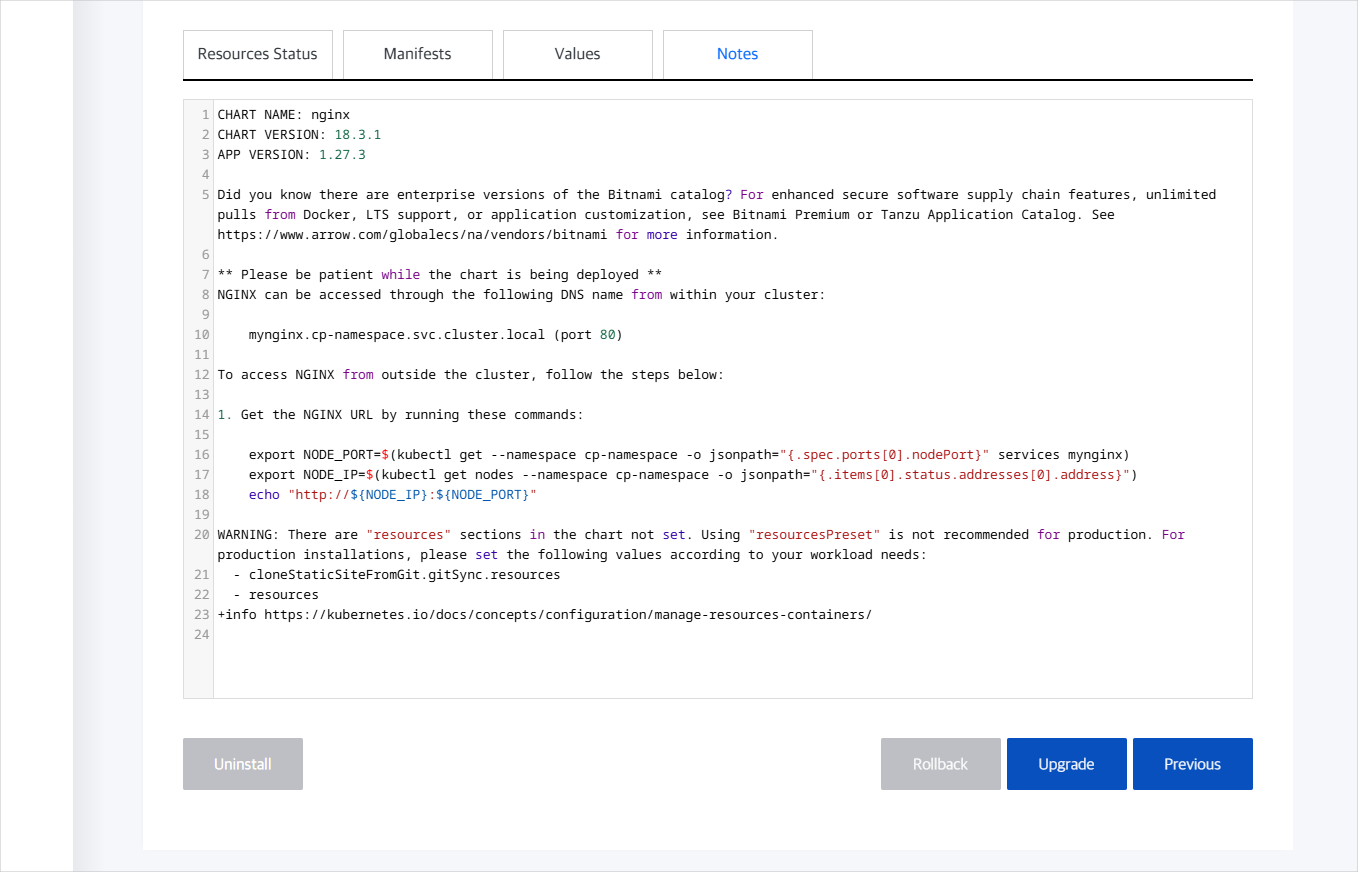 Resources Status
Manifests
Values
Notes
1 CHART NAME: nginx
2 CHART VERSION: 18.3.1
3 APP VERSION: 1.27.3
4
5 Did you know there are enterprise versions of the Bitnami catalog? For enhanced secure software supply chain features, unlimited
pulls from Docker, LTS support, or application customization, see Bitnami Premium or Tanzu Application Catalog. See
https://www.arrow.com/globalecs/na/vendors/bitnami for more information.
6
7 ** Please be patient while the chart is being deployed **
8 NGINX can be accessed through the following DNS name from within your cluster:
9
10     mynginx.cp-namespace.svc.cluster.local (port 80)
11
12 To access NGINX from outside the cluster, follow the steps below:
13
14 1. Get the NGINX URL by running these commands:
15
16     export NODE_PORT=$(kubectl get --namespace cp-namespace -o jsonpath="{.spec.ports[0].nodePort}" services mynginx)
17     export NODE_IP=$(kubectl get nodes --namespace cp-namespace -o jsonpath="{.items[0].status.addresses[0].address}")
18     echo "http://${NODE_IP}:${NODE_PORT}"
19
20 WARNING: There are "resources" sections in the chart not set. Using "resourcesPreset" is not recommended for production. For
production installations, please set the following values according to your workload needs:
21   - cloneStaticSiteFromGit.gitSync.resources
22   - resources
23 +info https://kubernetes.io/docs/concepts/configuration/manage-resources-containers/
24
Uninstall
Rollback
Upgrade
Previous